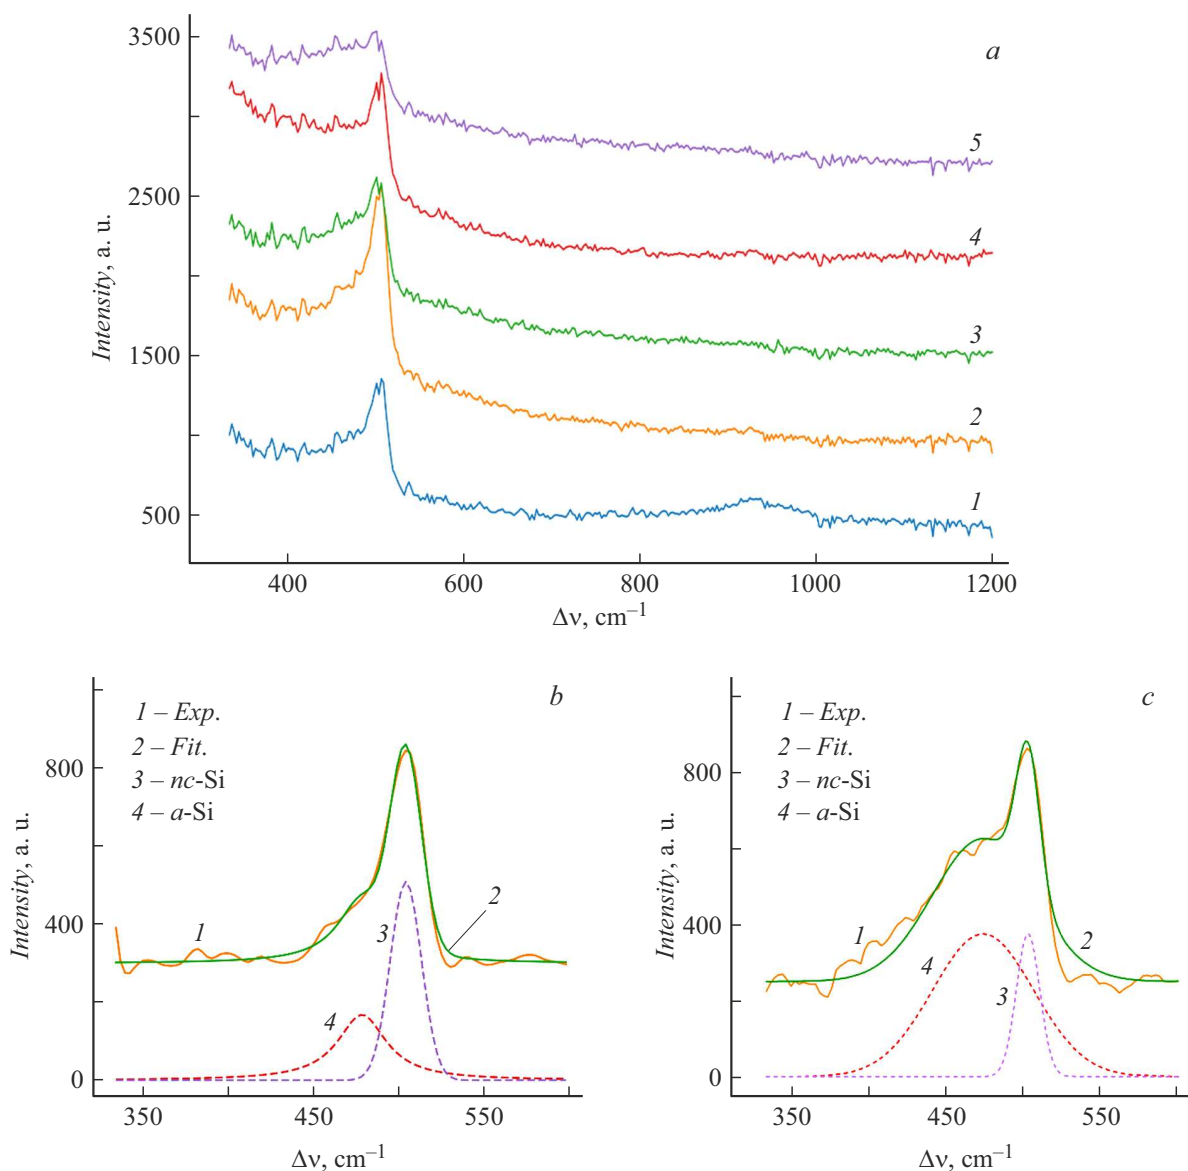 a
3500
2500
1500
500
Intensity, a. u.
5
4
3
2
1
400 600 800 1000 1200
Δν, cm–1
b
1 – Exp.
2 – Fit.
3 – nc-Si
4 – a-Si
800
400
0
Intensity, a. u.
1
2
3
4
350 450 550
Δν, cm–1
c
1 – Exp.
2 – Fit.
3 – nc-Si
4 – a-Si
800
400
0
Intensity, a. u.
1
2
4
3
350 450 550
Δν, cm–1